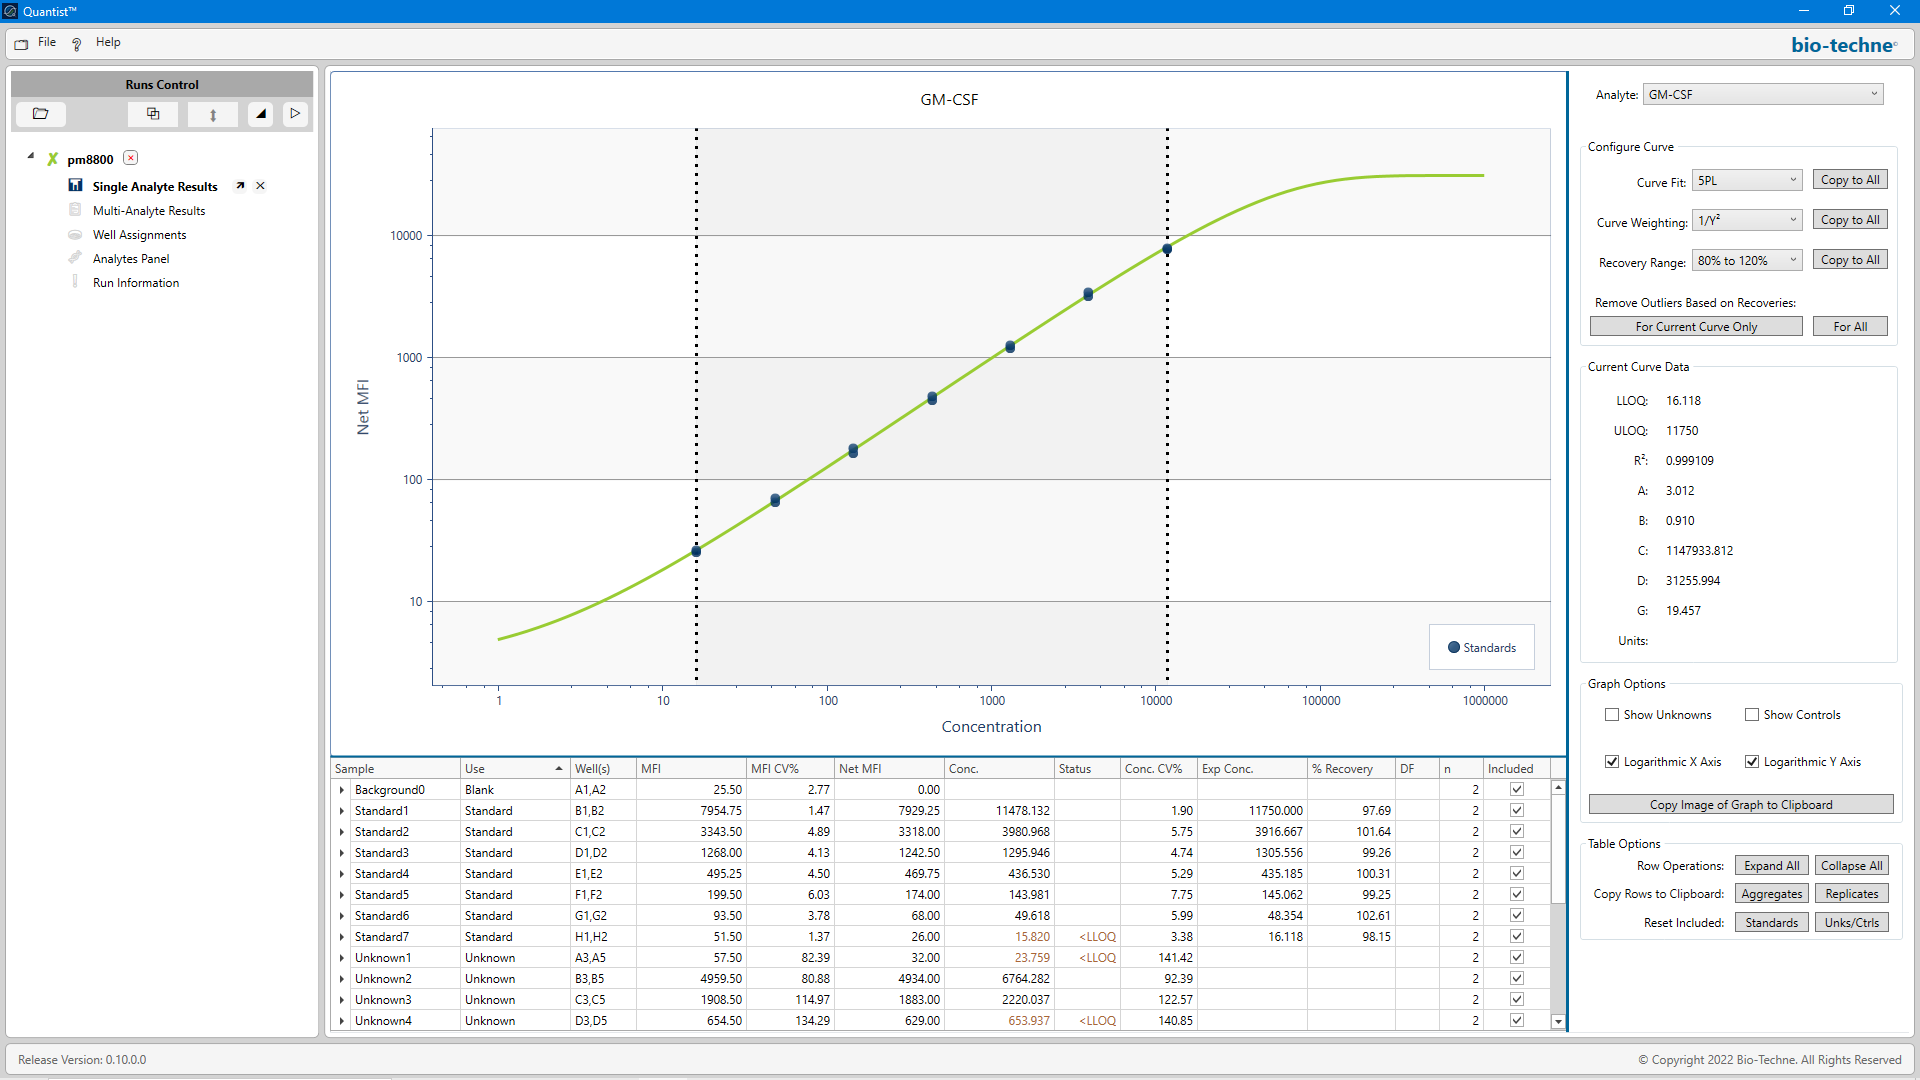 Quantist™
File Help
bio-techne®
Runs Control
pm8800
Single Analyte Results
Multi-Analyte Results
Well Assignments
Analytes Panel
Run Information
GM-CSF
10000
1000
100
10
Net MFI
1 10 100 1000 10000 100000 1000000
Concentration
Standards
Sample Use Well(s) MFI MFI CV% Net MFI Conc. Status Conc. CV% Exp Conc. % Recovery DF n Included
Background0 Blank A1,A2 25.50 2.77 0.00 2
Standard1 Standard B1,B2 7954.75 1.47 7929.25 11478.132 1.90 11750.000 97.69 2
Standard2 Standard C1,C2 3343.50 4.89 3318.00 3980.968 5.75 3916.667 101.64 2
Standard3 Standard D1,D2 1268.00 4.13 1242.50 1295.946 4.74 1305.556 99.26 2
Standard4 Standard E1,E2 495.25 4.50 469.75 436.530 5.29 435.185 100.31 2
Standard5 Standard F1,F2 199.50 6.03 174.00 143.981 7.75 145.062 99.25 2
Standard6 Standard G1,G2 93.50 3.78 68.00 49.618 5.99 48.354 102.61 2
Standard7 Standard H1,H2 51.50 1.37 26.00 15.820 <LLOQ 3.38 16.118 98.15 2
Unknown1 Unknown A3,A5 57.50 82.39 32.00 23.759 <LLOQ 141.42 2
Unknown2 Unknown B3,B5 4959.50 80.88 4934.00 6764.282 92.39 2
Unknown3 Unknown C3,C5 1908.50 114.97 1883.00 2220.037 122.57 2
Unknown4 Unknown D3,D5 654.50 134.29 629.00 653.937 <LLOQ 140.85 2
Analyte: GM-CSF
Configure Curve
Curve Fit: 5PL Copy to All
Curve Weighting: 1/Y² Copy to All
Recovery Range: 80% to 120% Copy to All
Remove Outliers Based on Recoveries:
For Current Curve Only For All
Current Curve Data
LLOQ: 16.118
ULOQ: 11750
R²: 0.999109
A: 3.012
B: 0.910
C: 1147933.812
D: 31255.994
G: 19.457
Units:
Graph Options
Show Unknowns Show Controls
Logarithmic X Axis Logarithmic Y Axis
Copy Image of Graph to Clipboard
Table Options
Row Operations: Expand All Collapse All
Copy Rows to Clipboard: Aggregates Replicates
Reset Included: Standards Unks/Ctrls
Release Version: 0.10.0.0
© Copyright 2022 Bio-Techne. All Rights Reserved